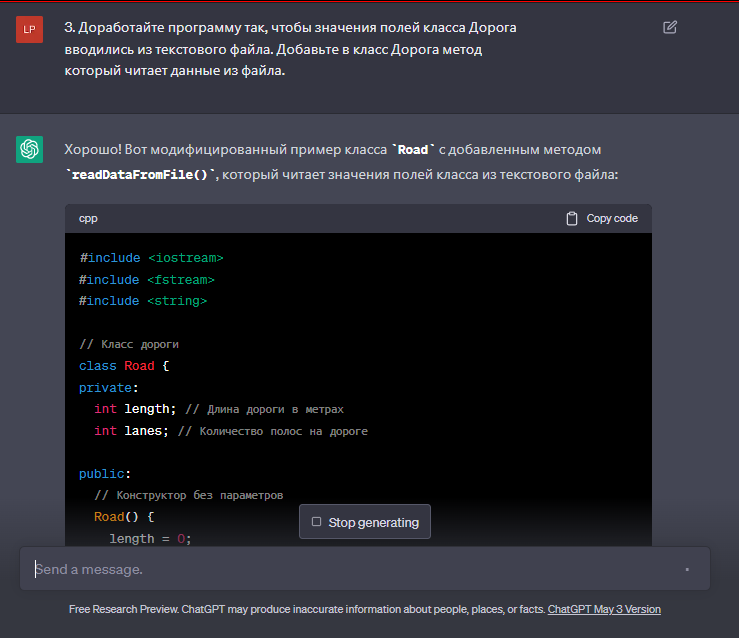 LP
3. Доработайте программу так, чтобы значения полей класса Дорога
вводились из текстового файла. Добавьте в класс Дорога метод
который читает данные из файла.
Хорошо! Вот модифицированный пример класса `Road` с добавленным методом
`readDataFromFile()`, который читает значения полей класса из текстового файла:
cpp
Copy code
#include <iostream>
#include <fstream>
#include <string>
// Класс дороги
class Road {
private:
int length; // Длина дороги в метрах
int lanes; // Количество полос на дороге
public:
// Конструктор без параметров
Road() {
length = 0;
Stop generating
Send a message.
Free Research Preview. ChatGPT may produce inaccurate information about people, places, or facts. ChatGPT May 3 Version